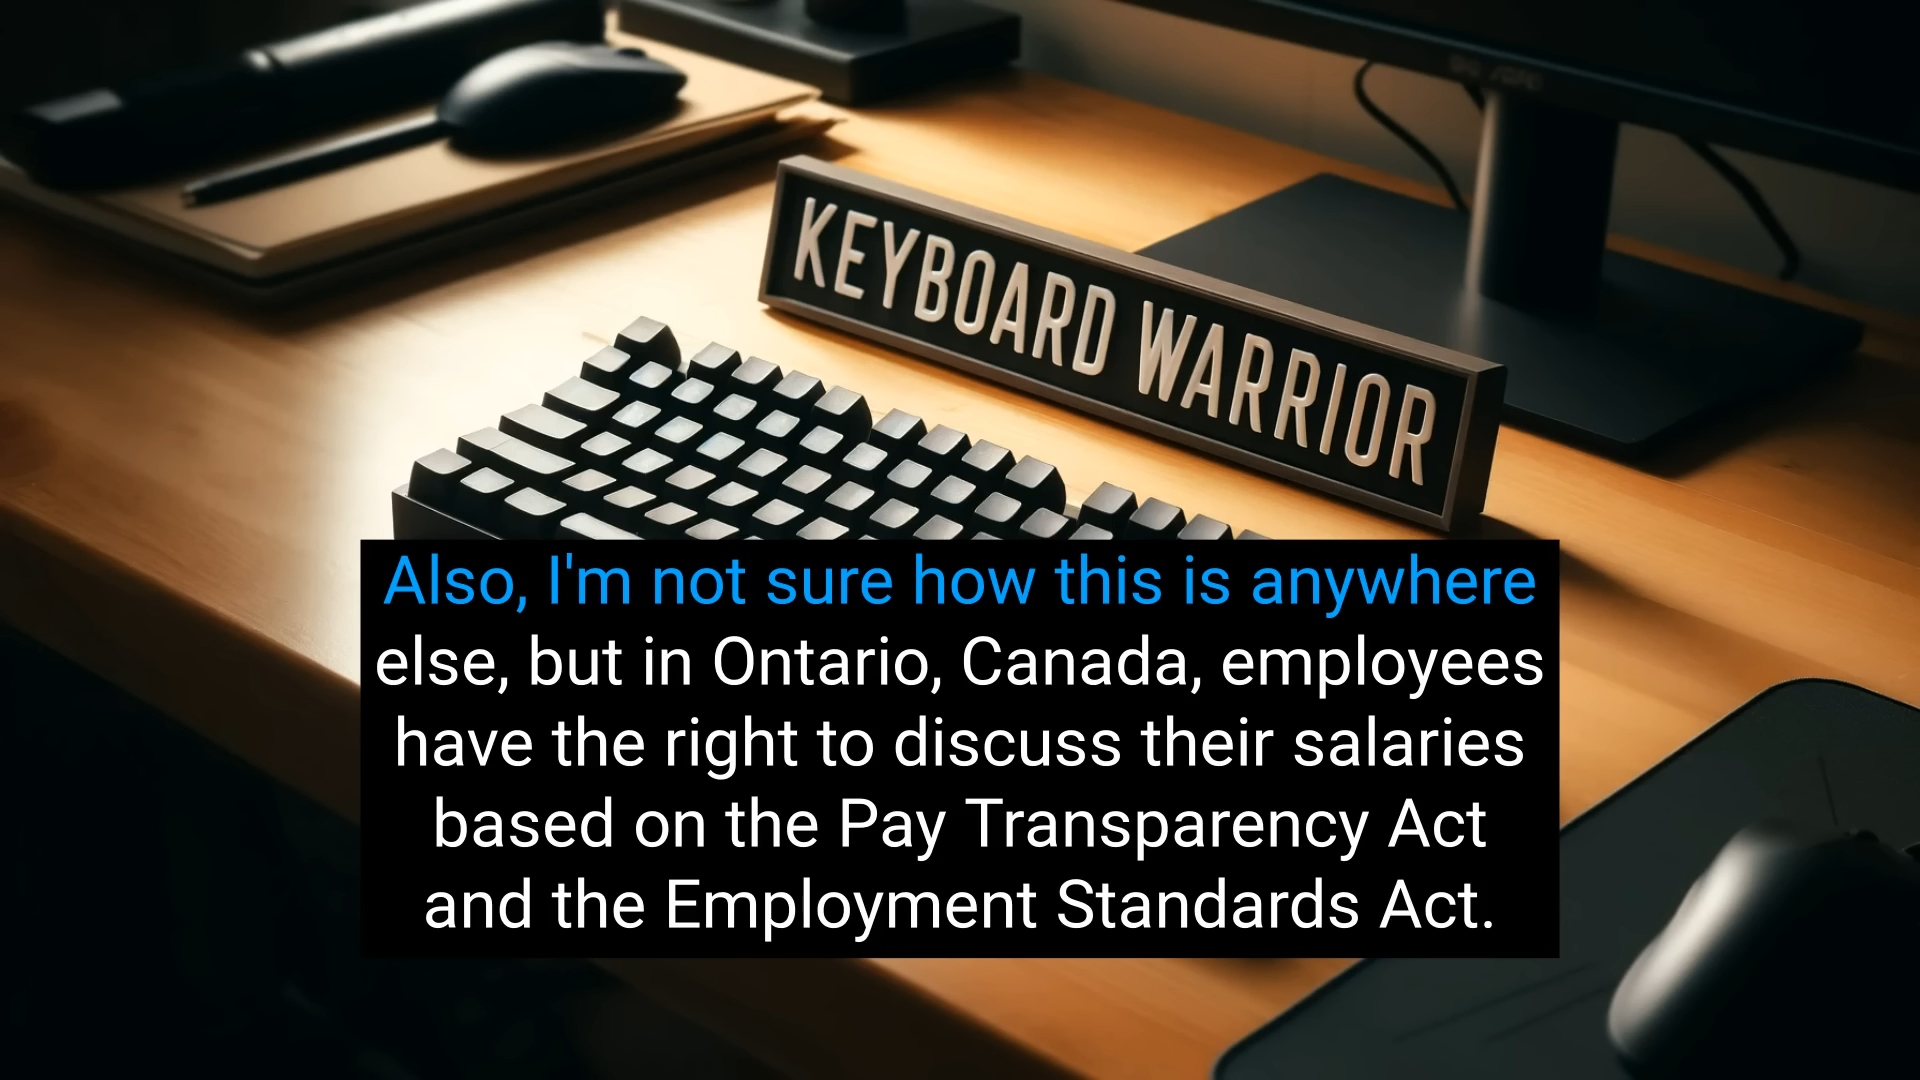 KEYBOARD WARRIOR
Also, I'm not sure how this is anywhere
else, but in Ontario, Canada, employees
have the right to discuss their salaries
based on the Pay Transparency Act
and the Employment Standards Act.